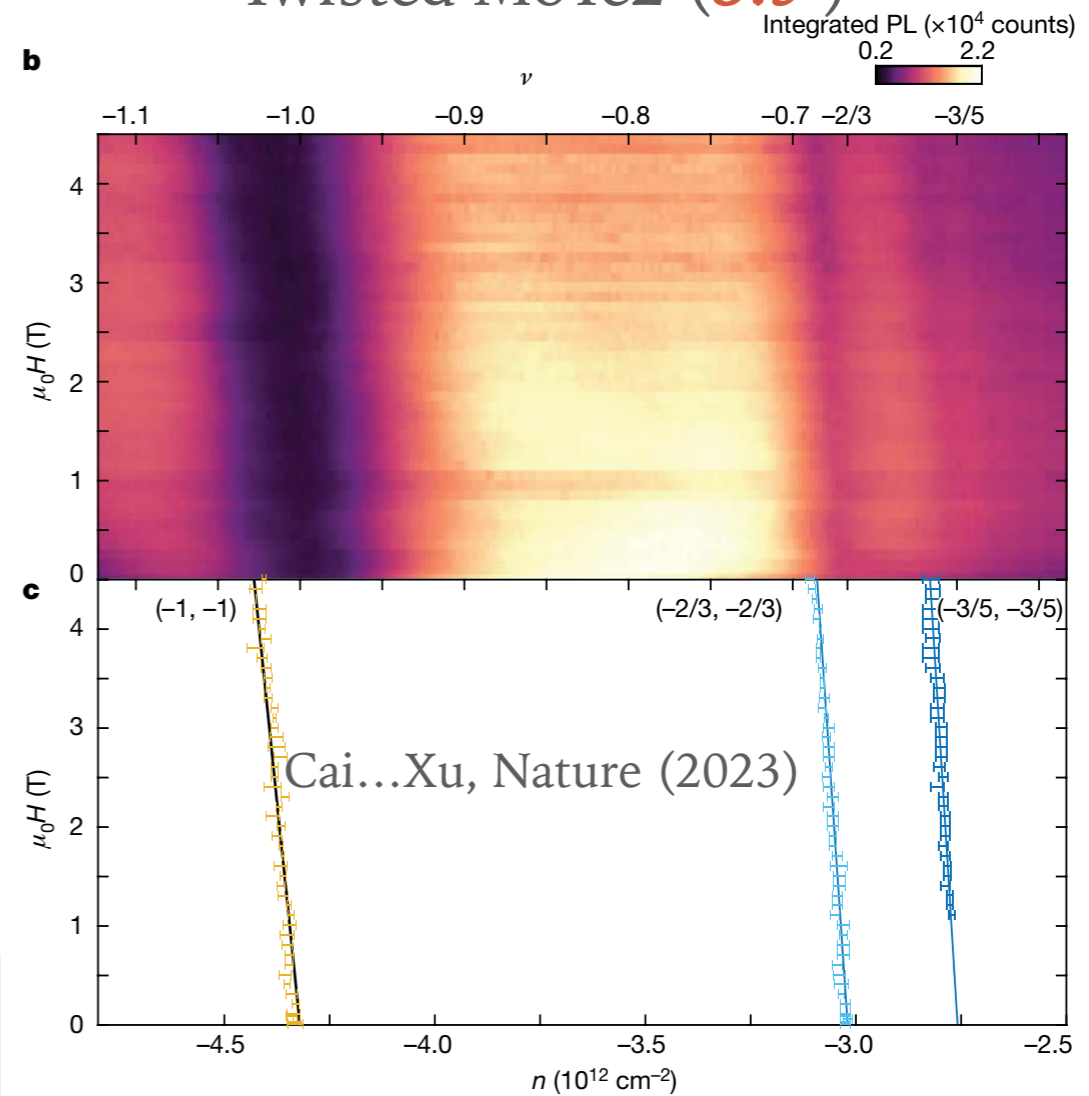 Integrated PL (×10⁴ counts)
0.2 2.2
b
ν
–1.1 –1.0 –0.9 –0.8 –0.7 –2/3 –3/5
4
3
2
1
0
μ₀H (T)
c
(–1, –1) (–2/3, –2/3) (–3/5, –3/5)
4
3
Cai...Xu, Nature (2023)
2
1
0
μ₀H (T)
–4.5 –4.0 –3.5 –3.0 –2.5
n (10¹² cm⁻²)